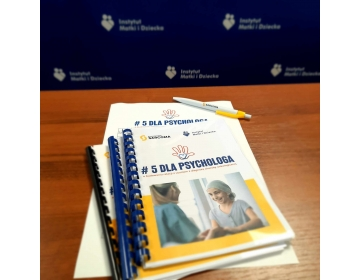 Instytut
Matki i Dziecka
Instytut
Matki i Dziecka
Instytut
Matki i Dziecka
Instytut
Matki i Dziecka
# 5 DLA PSYCHOLOGA
Instytut
Matki i Dziecka
# 5 DLA PSYCHOLOGA